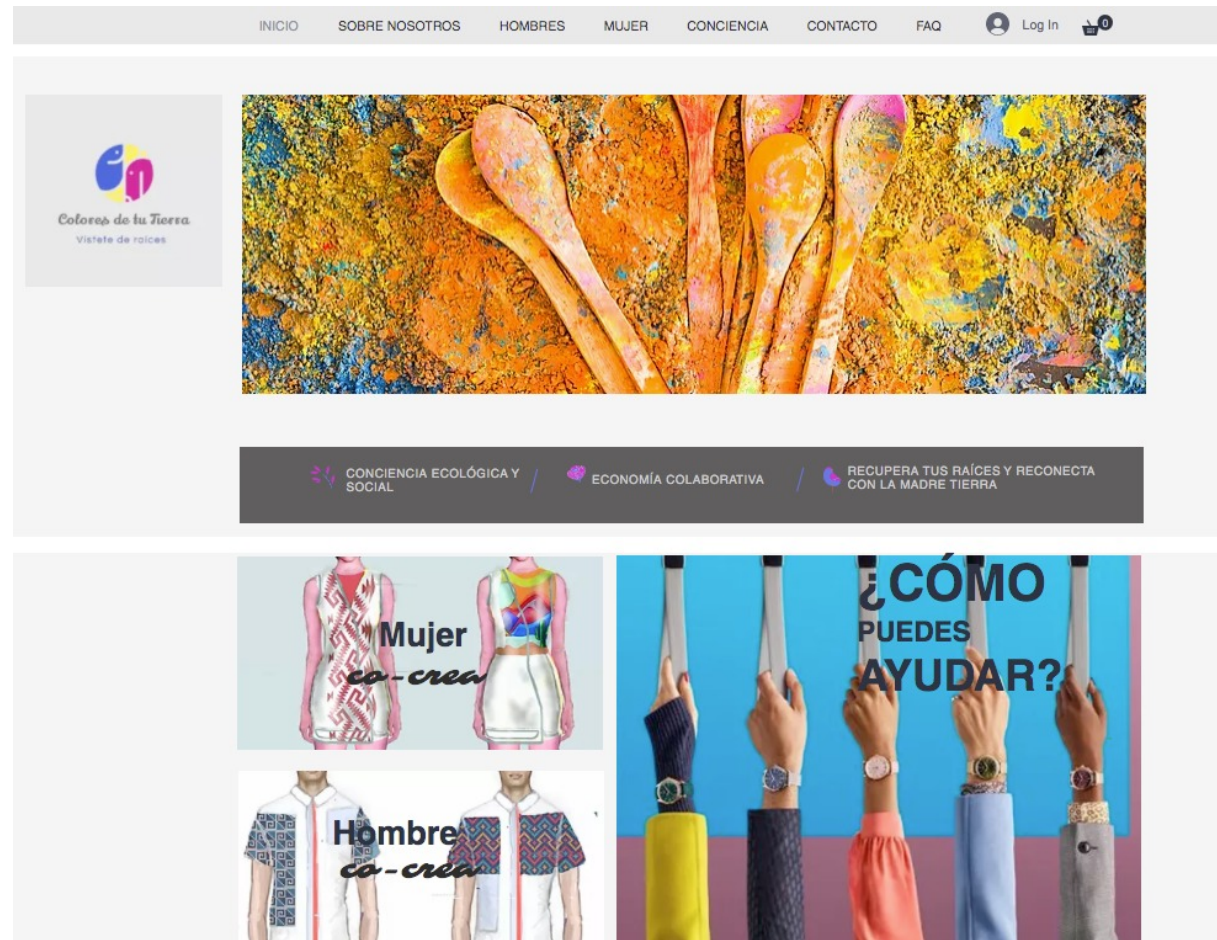 INICIO SOBRE NOSOTROS HOMBRES MUJER CONCIENCIA CONTACTO FAQ Log In 0
Colores de tu Tierra
Vístete de raíces
CONCIENCIA ECOLÓGICA Y
SOCIAL
/
ECONOMÍA COLABORATIVA
/
RECUPERA TUS RAÍCES Y RECONECTA
CON LA MADRE TIERRA
Mujer
co-crea
¿CÓMO
PUEDES
AYUDAR?
Hombre
co-crea